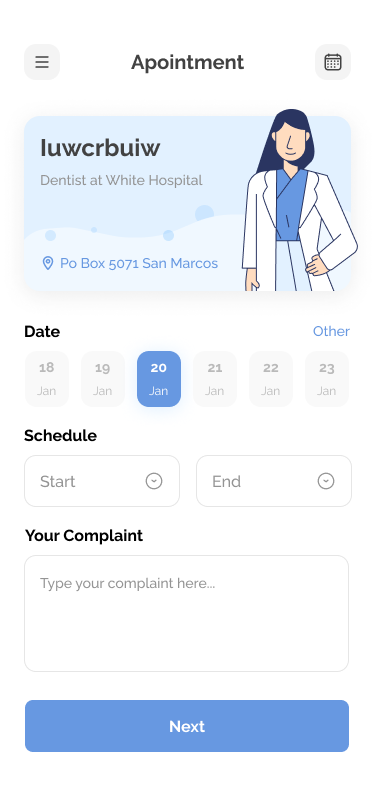 Apointment
Iuwcrbuiw
Dentist at White Hospital
Po Box 5071 San Marcos
Date
Other
18 19 20 21 22 23
Jan Jan Jan Jan Jan Jan
Schedule
Start
End
Your Complaint
Type your complaint here...
Next